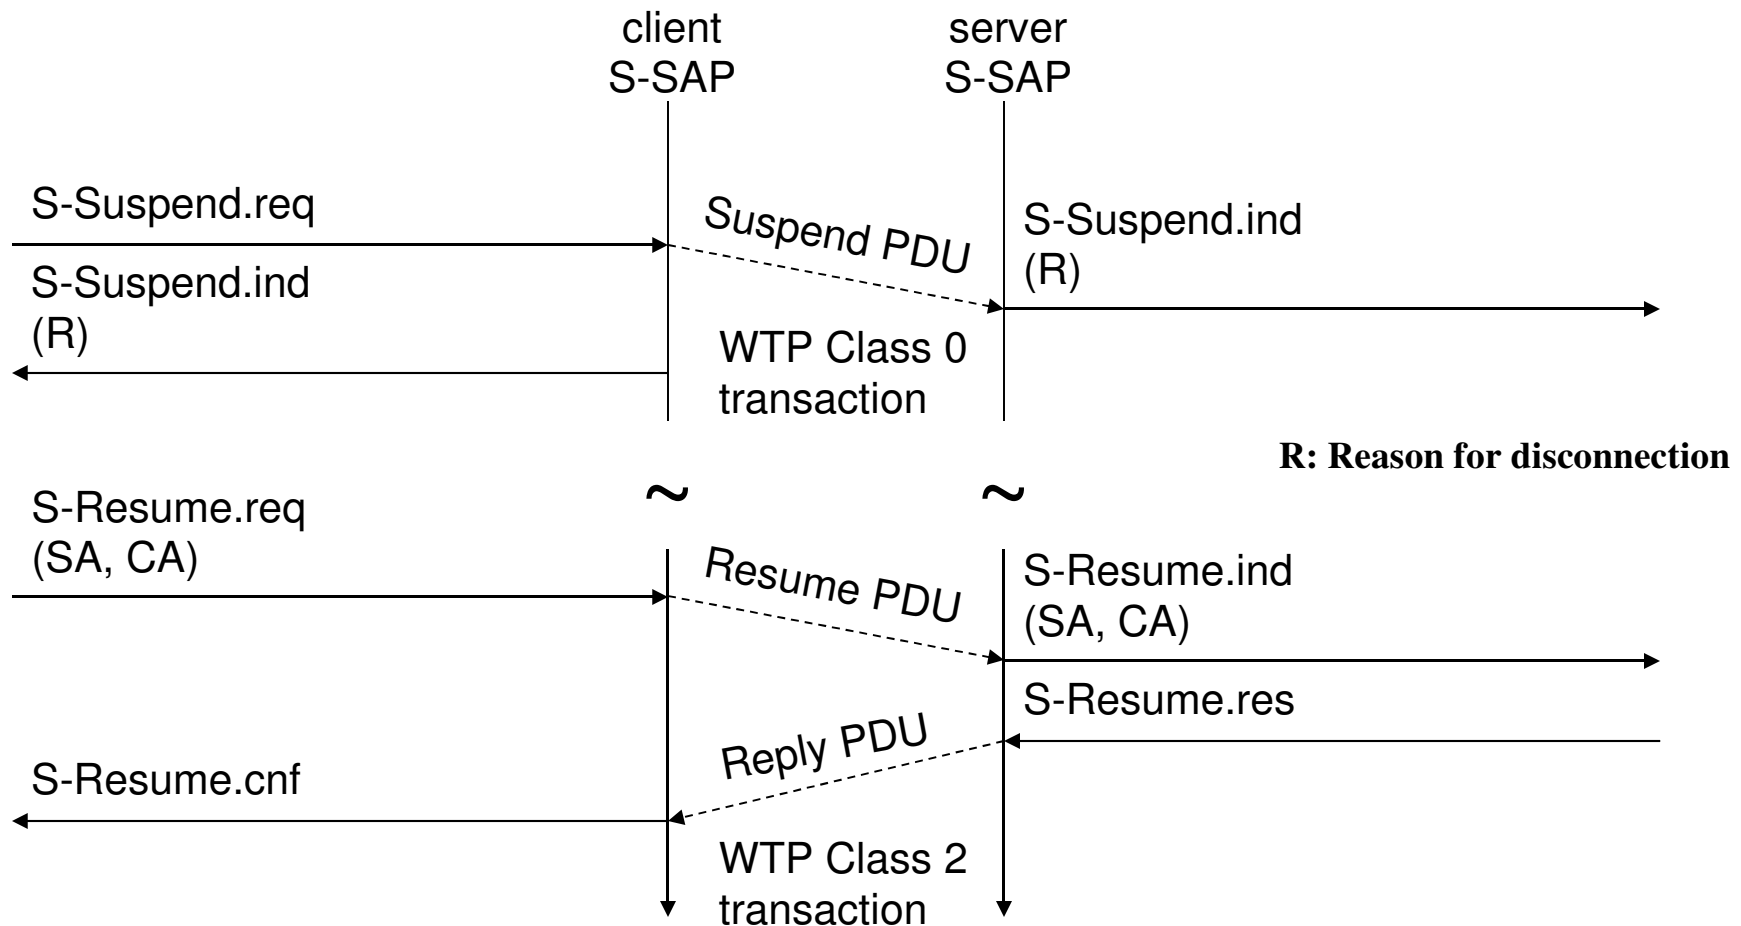 client
S-SAP
server
S-SAP
S-Suspend.req
Suspend PDU
S-Suspend.ind
(R)
S-Suspend.ind
(R)
WTP Class 0
transaction
R: Reason for disconnection
~
~
S-Resume.req
(SA, CA)
Resume PDU
S-Resume.ind
(SA, CA)
S-Resume.res
Reply PDU
S-Resume.cnf
WTP Class 2
transaction